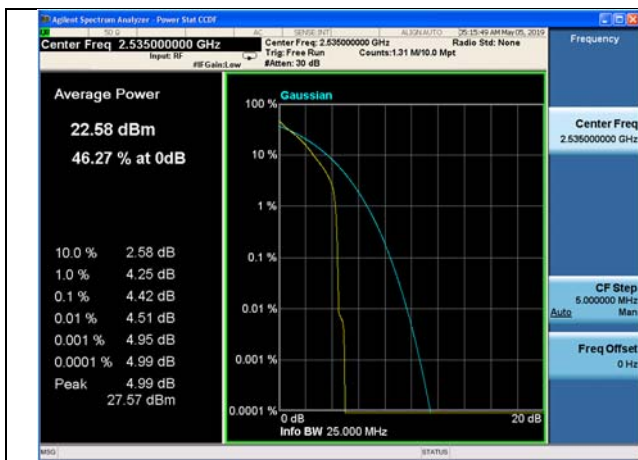 Agilent Spectrum Analyzer - Power Stat CCDF
50 Ω AC SENSE:INT ALIGN AUTO 05:15:49 AM May 05, 2019
Center Freq 2.535000000 GHz
Center Freq: 2.535000000 GHz Radio Std: None
Input: RF Trig: Free Run Counts:1.31 M/10.0 Mpt
#IFGain:Low #Atten: 30 dB
Frequency
Average Power
22.58 dBm
46.27 % at 0dB
10.0 % 2.58 dB
1.0 % 4.25 dB
0.1 % 4.42 dB
0.01 % 4.51 dB
0.001 % 4.95 dB
0.0001 % 4.99 dB
Peak 4.99 dB
27.57 dBm
Gaussian
100 %
10 %
1 %
0.1 %
0.01 %
0.001 %
0.0001 %
0 dB 20 dB
Info BW 25.000 MHz
Center Freq
2.535000000 GHz
CF Step
5.000000 MHz
Auto Man
Freq Offset
0 Hz
MSG STATUS